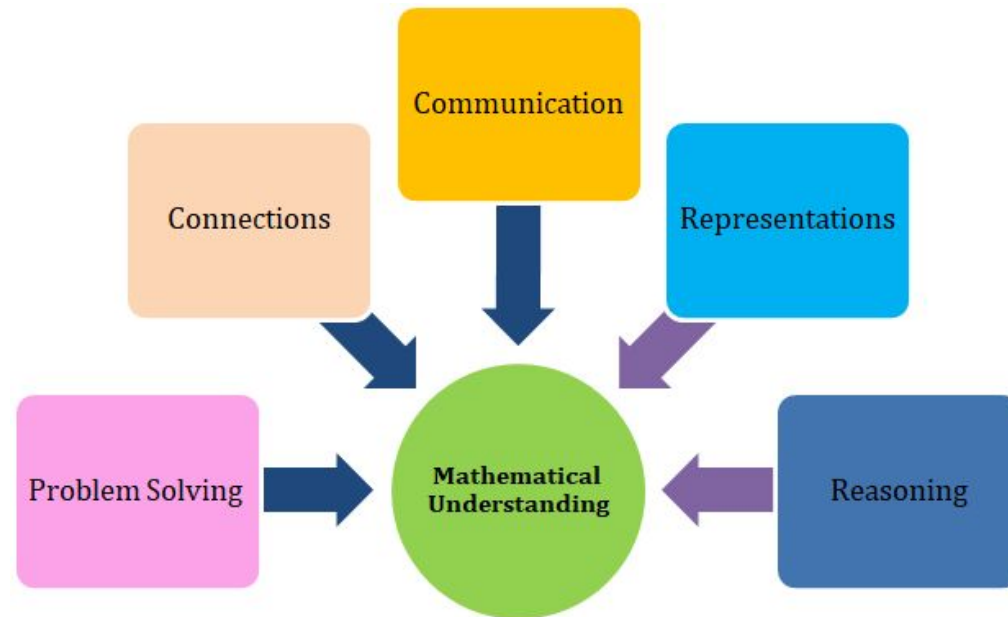 Communication
Connections
Representations
Problem Solving
Mathematical
Understanding
Reasoning